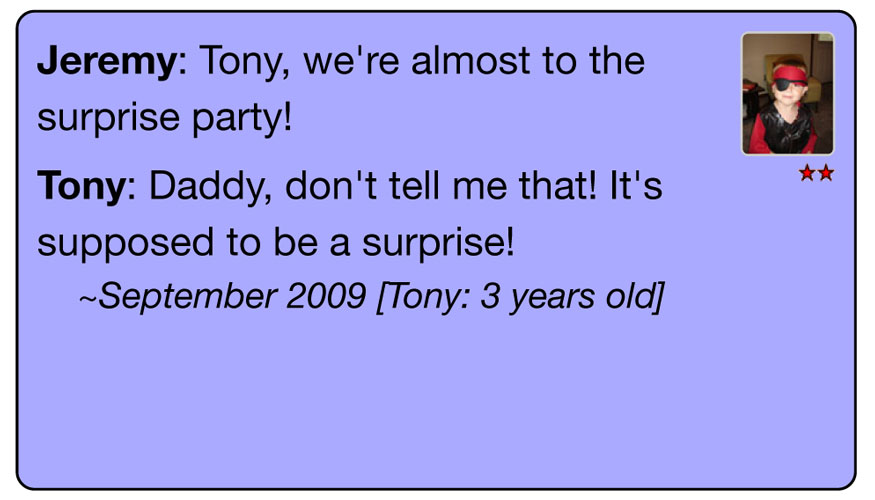 Jeremy: Tony, we're almost to the
surprise party!
Tony: Daddy, don't tell me that! It's
supposed to be a surprise!
~September 2009 [Tony: 3 years old]